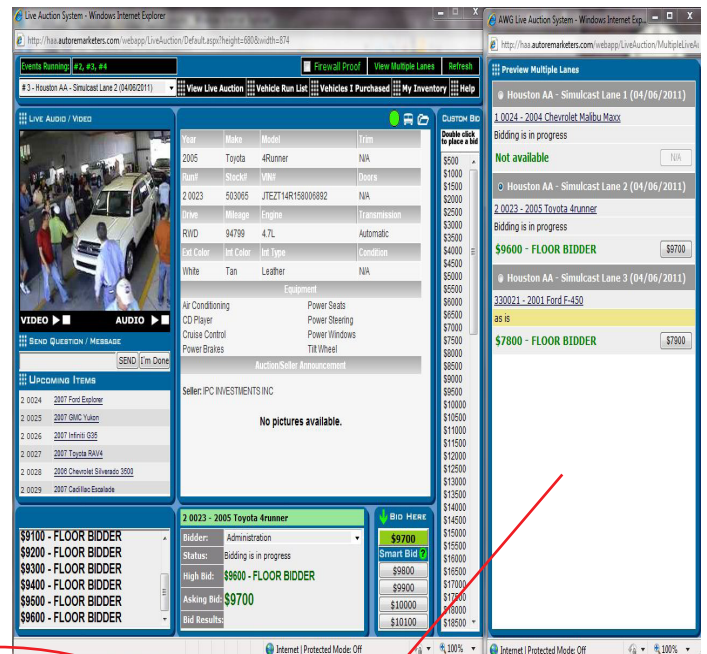 Live Auction System - Windows Internet Explorer
http://haa.autoremarketers.com/webapp/LiveAuction/Default.aspx?height=680&width=874
Events Running: #2, #3, #4
Firewall Proof
View Multiple Lanes
Refresh
#3 - Houston AA - Simulcast Lane 2 (04/06/2011)
View Live Auction
Vehicle Run List
Vehicles I Purchased
My Inventory
Help
LIVE AUDIO / VIDEO
VIDEO
AUDIO
SEND QUESTION / MESSAGE
SEND
I'm Done
UPCOMING ITEMS
2 0024 2007 Ford Explorer
2 0025 2007 GMC Yukon
2 0026 2007 Infiniti G35
2 0027 2007 Toyota RAV4
2 0028 2006 Chevrolet Silverado 3500
2 0029 2007 Cadillac Escalade
$9100 - FLOOR BIDDER
$9200 - FLOOR BIDDER
$9300 - FLOOR BIDDER
$9400 - FLOOR BIDDER
$9500 - FLOOR BIDDER
$9600 - FLOOR BIDDER
Year Make Model Trim
2005 Toyota 4Runner N/A
Run# Stock# VIN# Doors
2 0023 503065 JTEZT14R158006892 N/A
Drive Mileage Engine Transmission
RWD 94799 4.7L Automatic
Ext Color Int Color Int Type Condition
White Tan Leather N/A
Equipment
Air Conditioning Power Seats
CD Player Power Steering
Cruise Control Power Windows
Power Brakes Tilt Wheel
Auction/Seller Announcement
Seller: IPC INVESTMENTS INC
No pictures available.
2 0023 - 2005 Toyota 4runner
Bidder: Administration
Status: Bidding is in progress
High Bid: $9600 - FLOOR BIDDER
Asking Bid: $9700
Bid Results:
BID HERE
$9700
Smart Bid ?
$9800
$9900
$10000
$10100
CUSTOM BID
Double click
to place a bid
$500
$1000
$1500
$2000
$2500
$3000
$3500
$4000
$4500
$5000
$5500
$6000
$6500
$7000
$7500
$8000
$8500
$9000
$9500
$10000
$10500
$11000
$11500
$12000
$12500
$13000
$13500
$14000
$14500
$15000
$15500
$16000
$16500
$17000
$17500
$18000
$18500
Internet | Protected Mode: Off
100%
AWG Live Auction System - Windows Internet Exp...
http://haa.autoremarketers.com/webapp/LiveAuction/MultipleLiveAu
Preview Multiple Lanes
Houston AA - Simulcast Lane 1 (04/06/2011)
1 0024 - 2004 Chevrolet Malibu Maxx
Bidding is in progress
Not available
N/A
Houston AA - Simulcast Lane 2 (04/06/2011)
2 0023 - 2005 Toyota 4runner
Bidding is in progress
$9600 - FLOOR BIDDER
$9700
Houston AA - Simulcast Lane 3 (04/06/2011)
330021 - 2001 Ford F-450
as is
$7800 - FLOOR BIDDER
$7900
Internet | Protected Mode: Off
100%